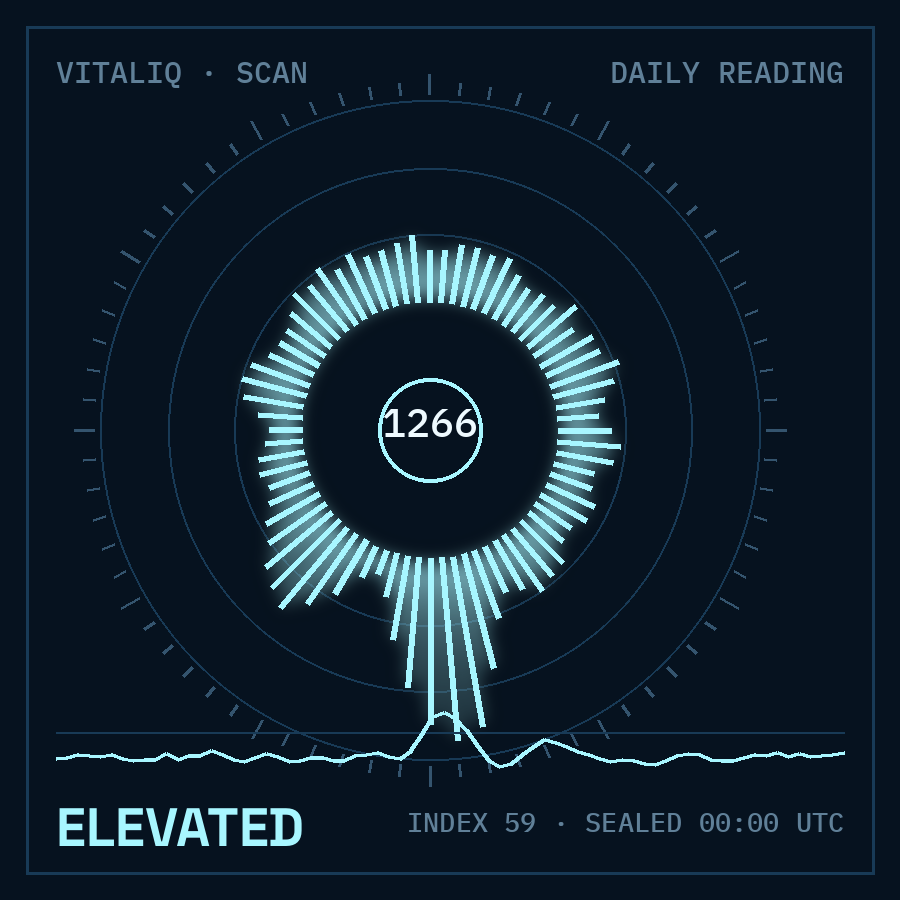 VITALIQ · SCAN
DAILY READING
1266
ELEVATED
INDEX 59 · SEALED 00:00 UTC